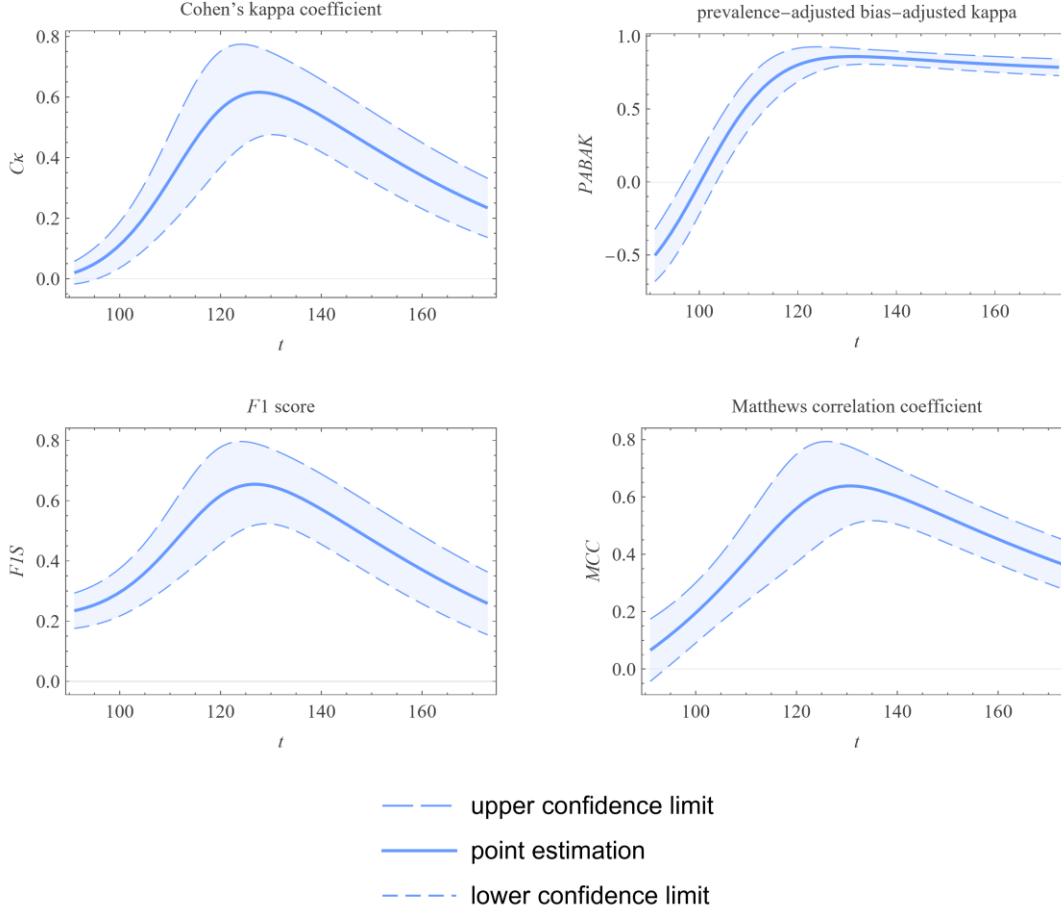 Cohen's kappa coefficient
0.8
0.6
0.4
0.2
0.0
Cκ
100 120 140 160
t
prevalence−adjusted bias−adjusted kappa
1.0
0.5
0.0
−0.5
PABAK
100 120 140 160
t
F1 score
0.8
0.6
0.4
0.2
0.0
F1S
100 120 140 160
t
Matthews correlation coefficient
0.8
0.6
0.4
0.2
0.0
MCC
100 120 140 160
t
upper confidence limit
point estimation
lower confidence limit